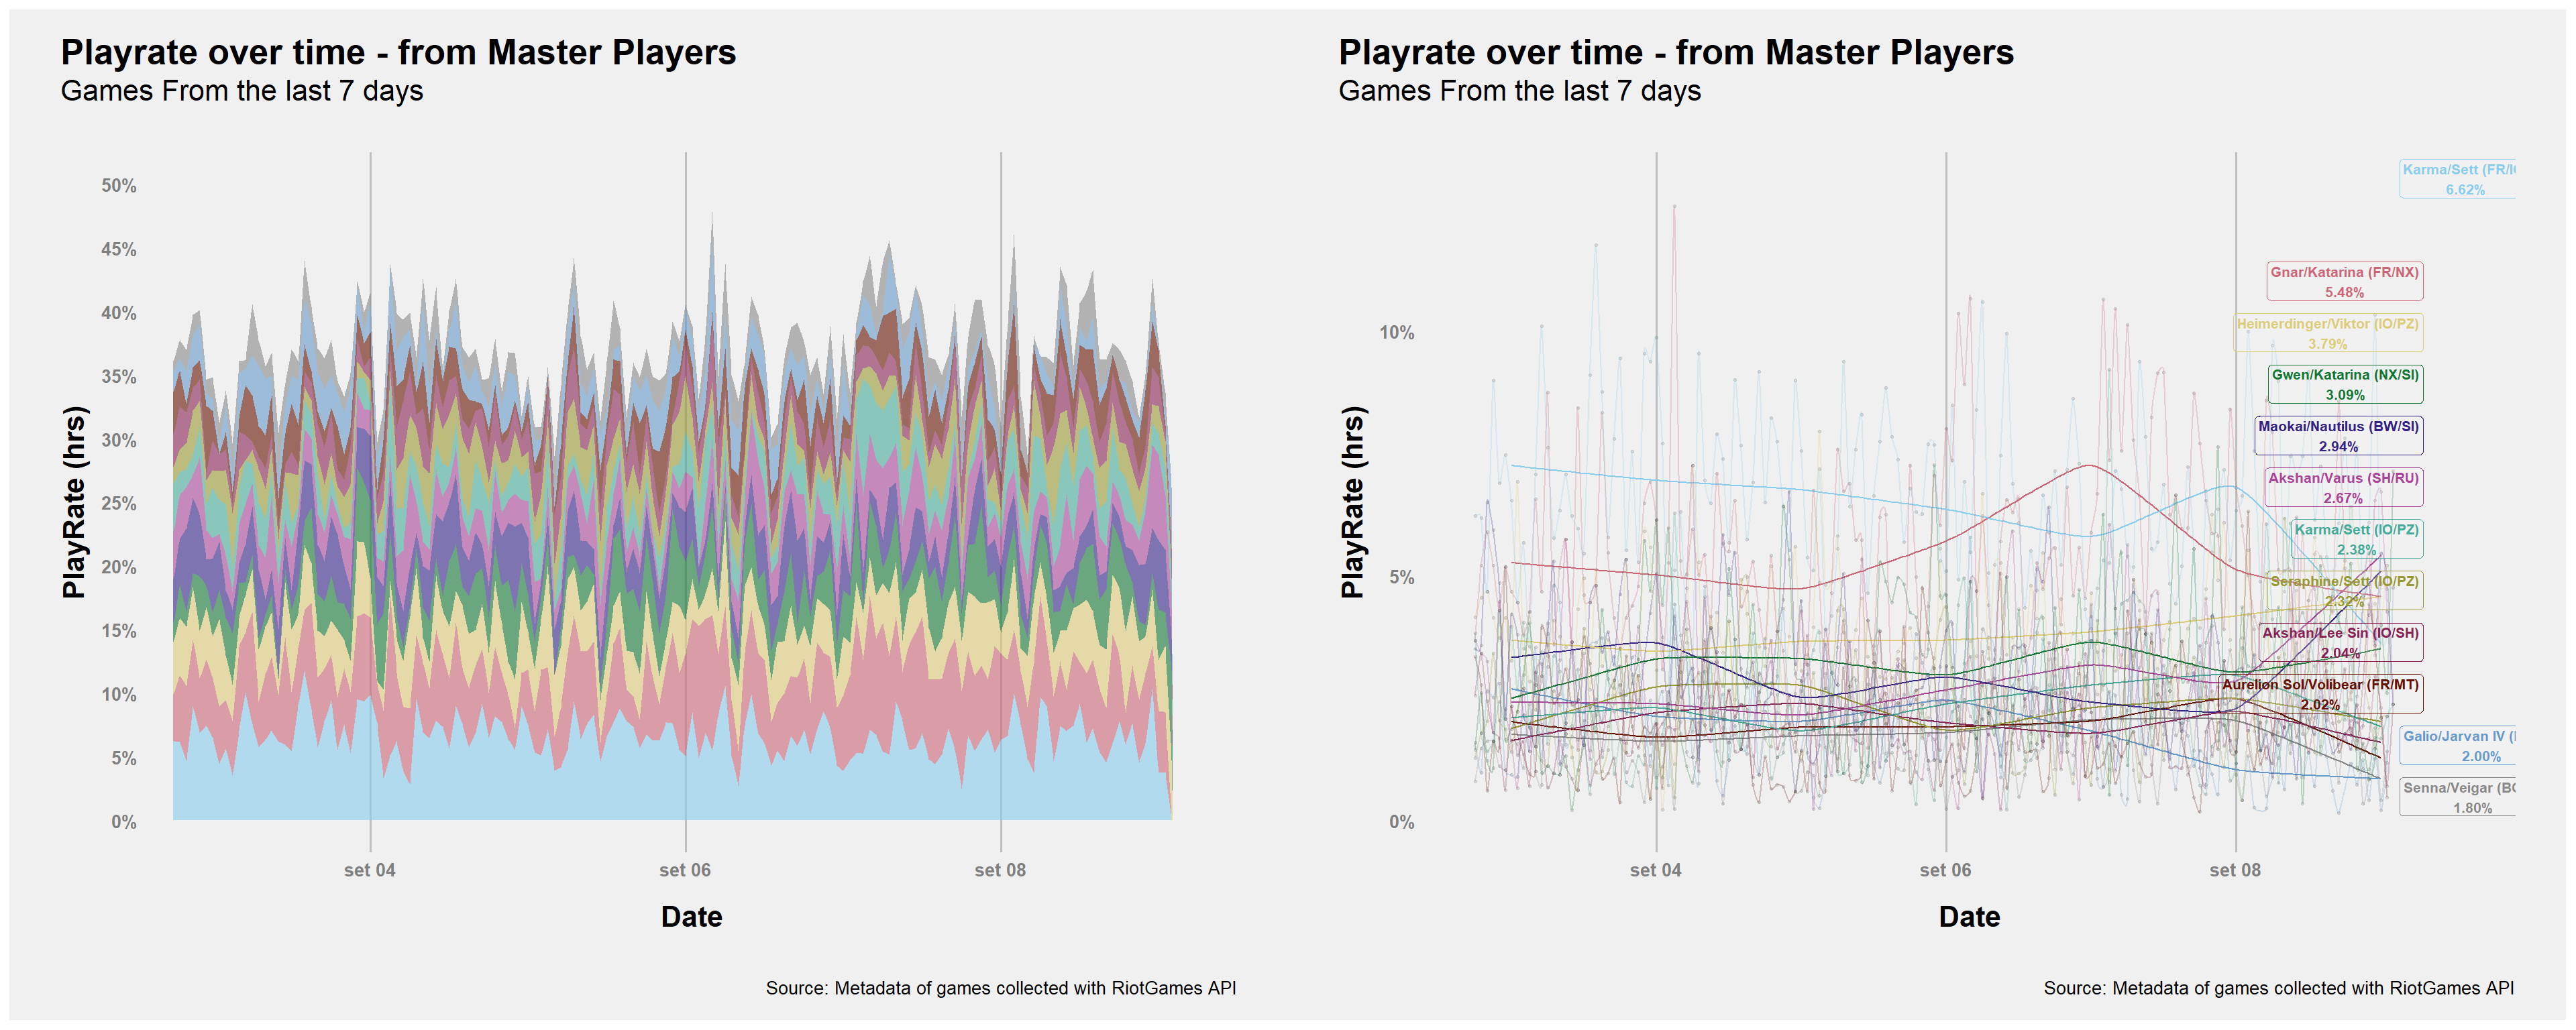 Playrate over time - from Master Players
Games From the last 7 days
50%
45%
40%
35%
30%
25%
20%
15%
10%
5%
0%
PlayRate (hrs)
set 04
set 06
set 08
Date
Source: Metadata of games collected with RiotGames API
Playrate over time - from Master Players
Games From the last 7 days
10%
5%
0%
PlayRate (hrs)
set 04
set 06
set 08
Date
Karma/Sett (FR/I
6.62%
Gnar/Katarina (FR/NX)
5.48%
Heimerdinger/Viktor (IO/PZ)
3.79%
Gwen/Katarina (NX/SI)
3.09%
Maokai/Nautilus (BW/SI)
2.94%
Akshan/Varus (SH/RU)
2.67%
Karma/Sett (IO/PZ)
2.38%
Seraphine/Sett (IO/PZ)
2.32%
Akshan/Lee Sin (IO/SH)
2.04%
Aurelion Sol/Volibear (FR/MT)
2.02%
Galio/Jarvan IV (
2.00%
Senna/Veigar (B
1.80%
Source: Metadata of games collected with RiotGames API